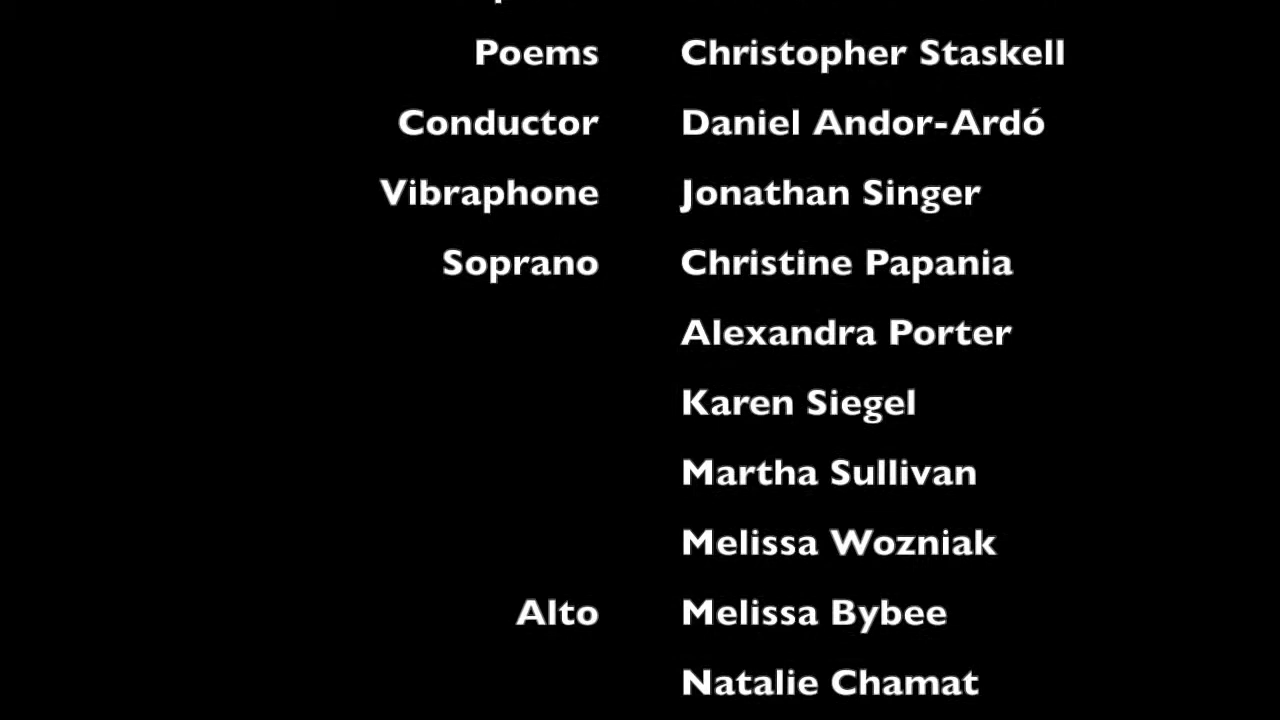 Poems Christopher Staskell
Conductor Daniel Andor-Ardó
Vibraphone Jonathan Singer
Soprano Christine Papania
Alexandra Porter
Karen Siegel
Martha Sullivan
Melissa Wozniak
Alto Melissa Bybee
Natalie Chamat